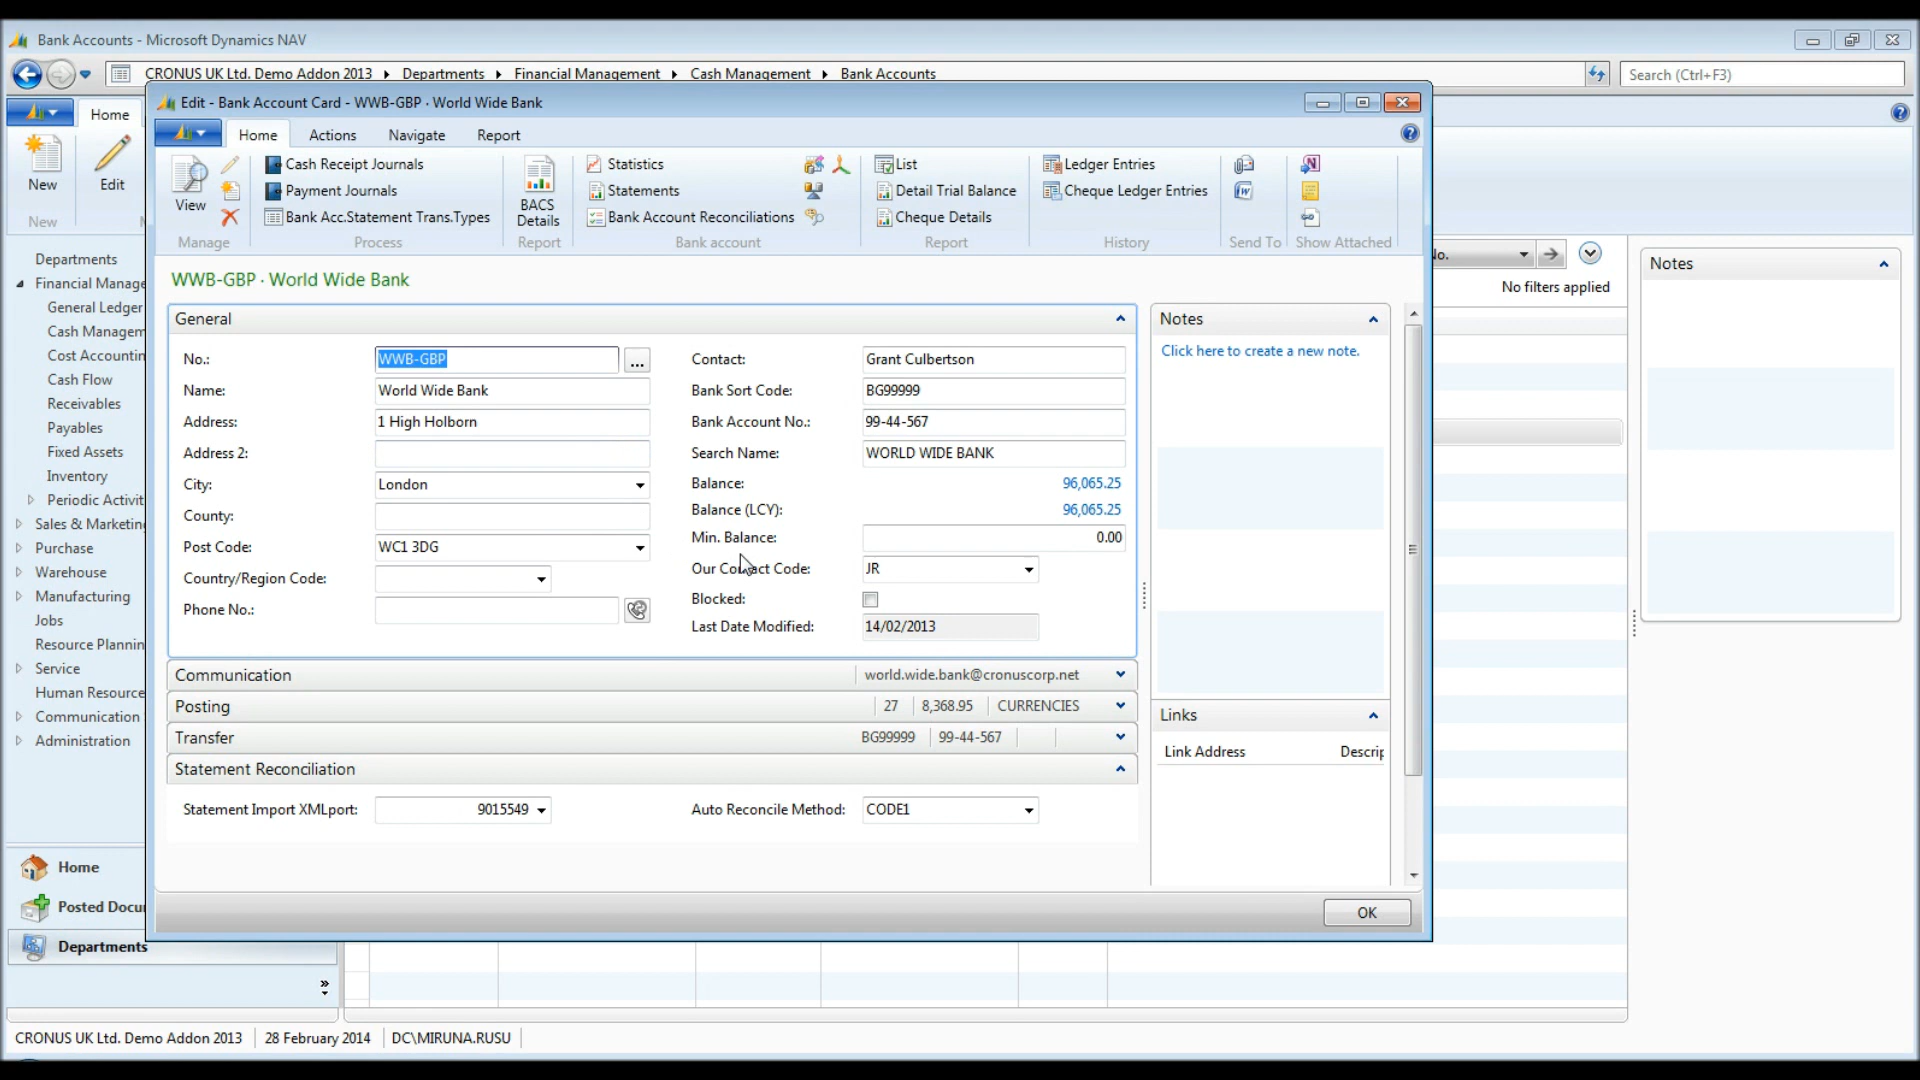 Bank Accounts - Microsoft Dynamics NAV
CRONUS UK Ltd. Demo Addon 2013 Departments Financial Management Cash Management Bank Accounts
Search (Ctrl+F3)
Home
New
Edit
New
Edit - Bank Account Card - WWB-GBP · World Wide Bank
Home Actions Navigate Report
View
Manage
Cash Receipt Journals
Payment Journals
Bank Acc.Statement Trans.Types
Process
BACS
Details
Report
Statistics
Statements
Bank Account Reconciliations
Bank account
List
Detail Trial Balance
Cheque Details
Report
Ledger Entries
Cheque Ledger Entries
History
Send To
Show Attached
WWB-GBP · World Wide Bank
General
No.: WWB-GBP ...
Name: World Wide Bank
Address: 1 High Holborn
Address 2:
City: London
County:
Post Code: WC1 3DG
Country/Region Code:
Phone No.:
Contact: Grant Culbertson
Bank Sort Code: BG99999
Bank Account No.: 99-44-567
Search Name: WORLD WIDE BANK
Balance: 96,065.25
Balance (LCY): 96,065.25
Min. Balance: 0.00
Our Contact Code: JR
Blocked:
Last Date Modified: 14/02/2013
Communication world.wide.bank@cronuscorp.net
Posting 27 8,368.95 CURRENCIES
Transfer BG99999 99-44-567
Statement Reconciliation
Statement Import XMLport: 9015549
Auto Reconcile Method: CODE1
Notes
Click here to create a new note.
Links
Link Address Descrip
OK
No filters applied
Notes
Departments
Financial Manage
General Ledger
Cash Managem
Cost Accountin
Cash Flow
Receivables
Payables
Fixed Assets
Inventory
Periodic Activit
Sales & Marketing
Purchase
Warehouse
Manufacturing
Jobs
Resource Plannin
Service
Human Resource
Communication
Administration
Home
Posted Docu
Departments
CRONUS UK Ltd. Demo Addon 2013 28 February 2014 DC\MIRUNA.RUSU